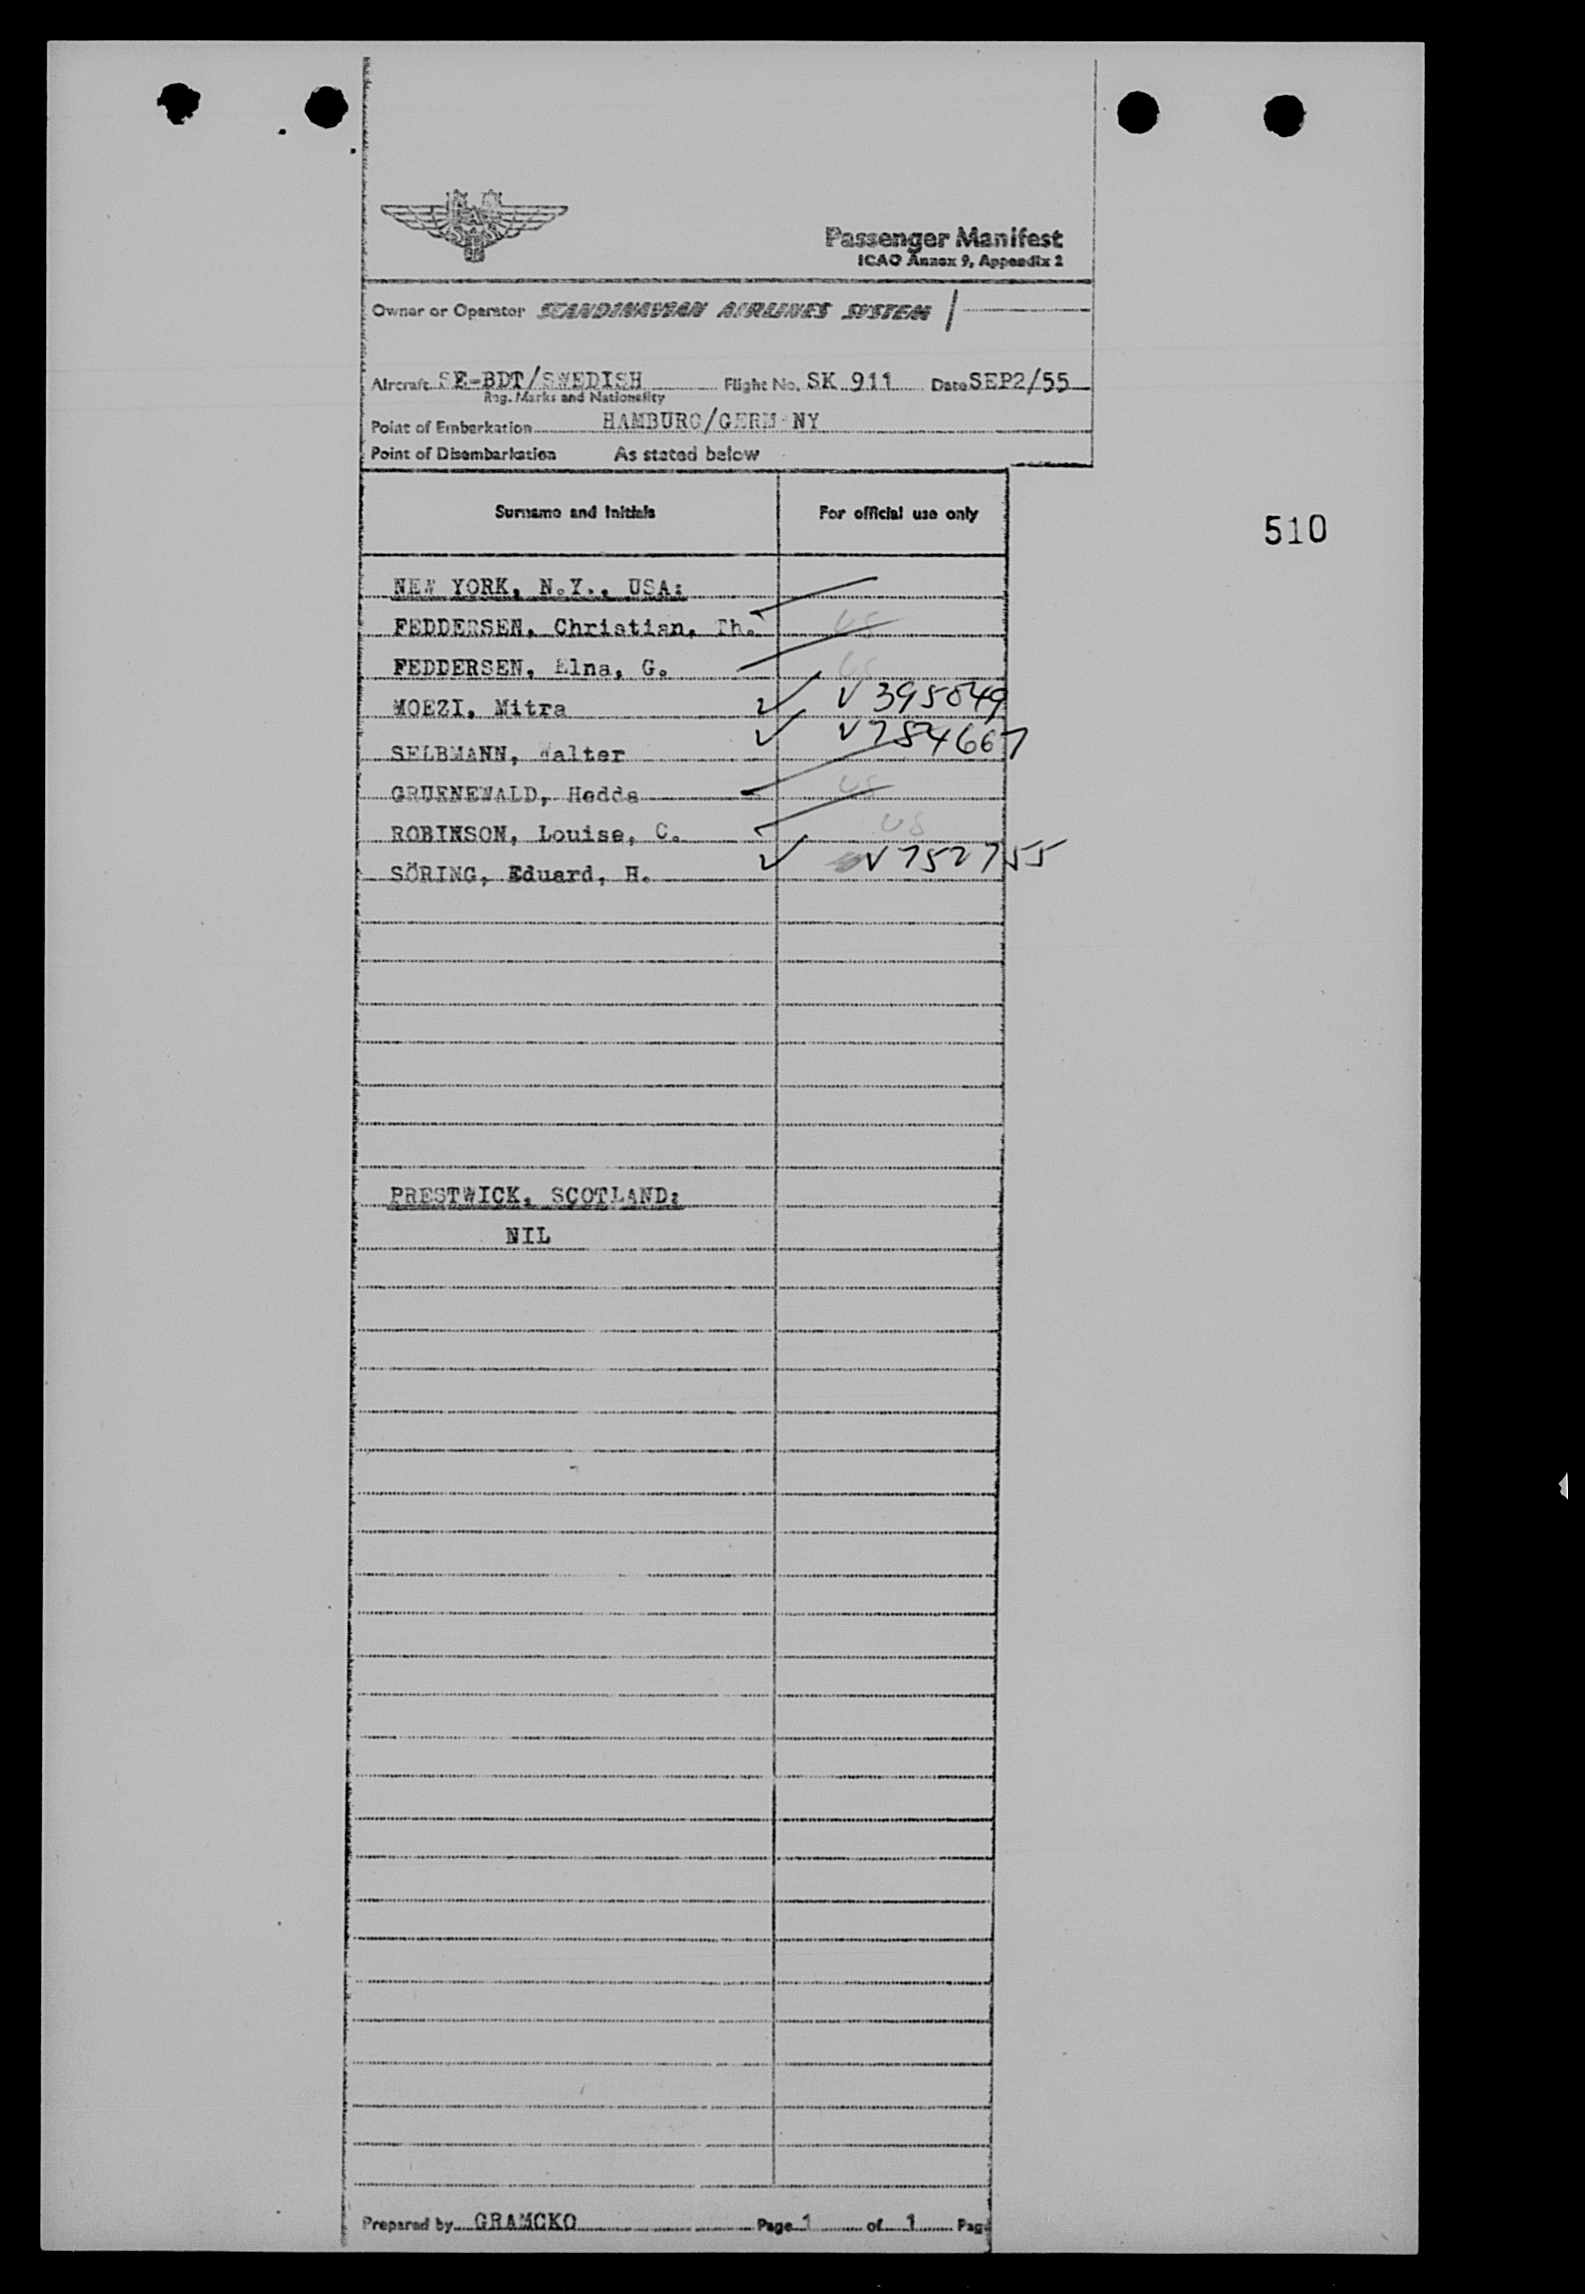 SAS
Passenger Manifest
ICAO Annex 9, Appendix 2
Owner or Operator SCANDINAVIAN AIRLINES SYSTEM /
Aircraft SE-BDT/SWEDISH Flight No. SK 911 Date SEP2/55
Reg. Marks and Nationality
Point of Embarkation HAMBURG/GERMANY
Point of Disembarkation As stated below
Surname and Initials For official use only
510
NEW YORK, N.Y., USA:
FEDDERSEN, Christian, Th. US
FEDDERSEN, Elna, G. US
MOEZI, Mitra ✓ V 395849
SELBMANN, Walter ✓ V 784667
GRUENEWALD, Hedda US
ROBINSON, Louise, C. US
SÖRING, Eduard, H. ✓ V 752755
PRESTWICK, SCOTLAND:
NIL
Prepared by GRAMCKO Page 1 of 1 Pag